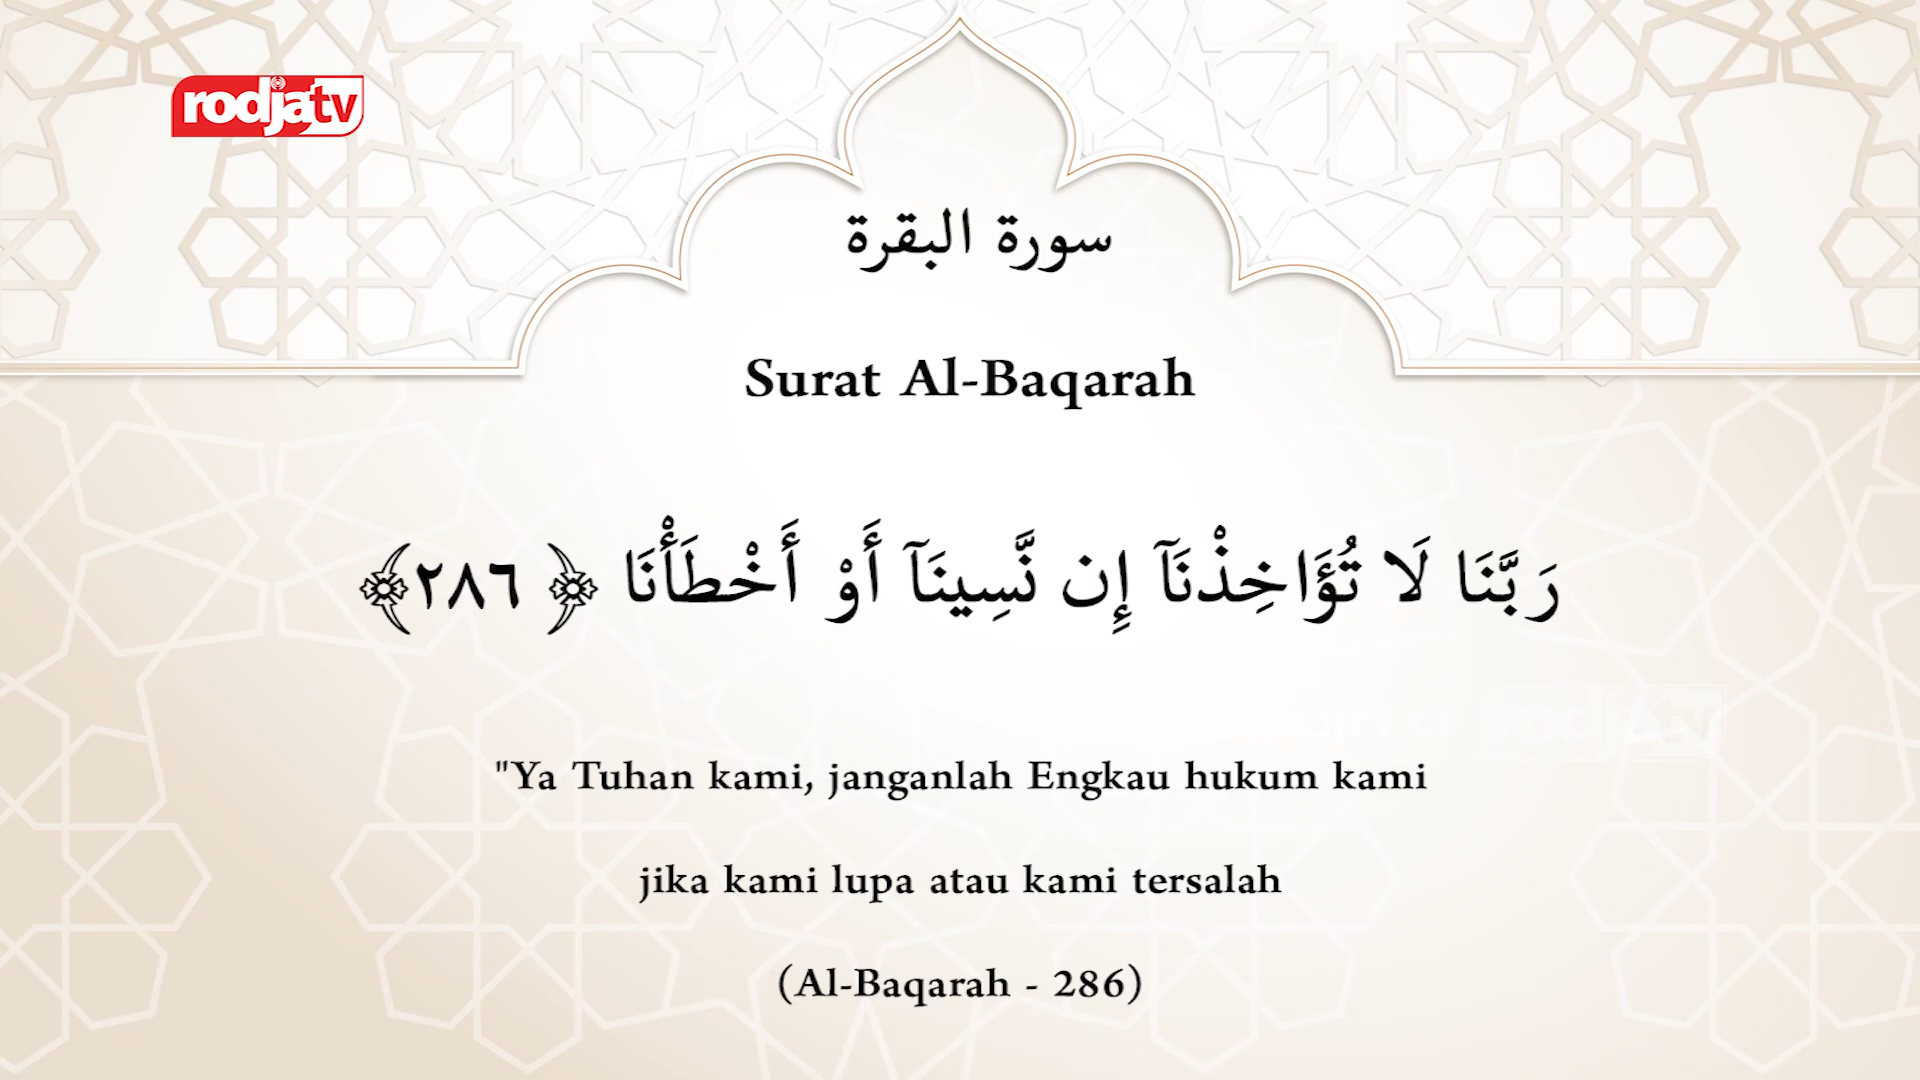 rodjatv
سورة البقرة
Surat Al-Baqarah
رَبَّنَا لَا تُؤَاخِذْنَآ إِن نَّسِينَآ أَوْ أَخْطَأْنَا ﴿٢٨٦﴾
rodjatv
"Ya Tuhan kami, janganlah Engkau hukum kami
jika kami lupa atau kami tersalah
(Al-Baqarah - 286)